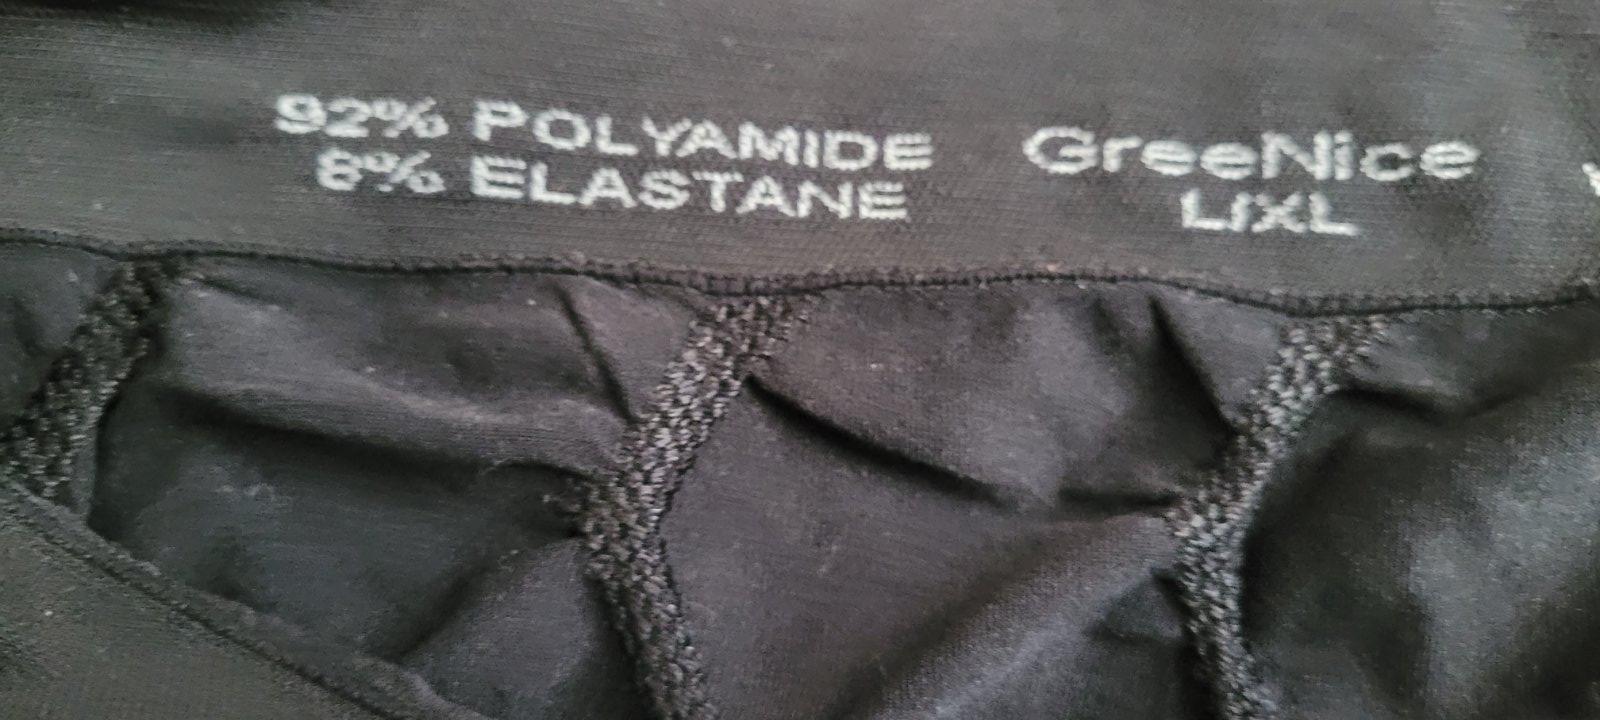 92% POLYAMIDE
8% ELASTANE
GreeNice
L/XL